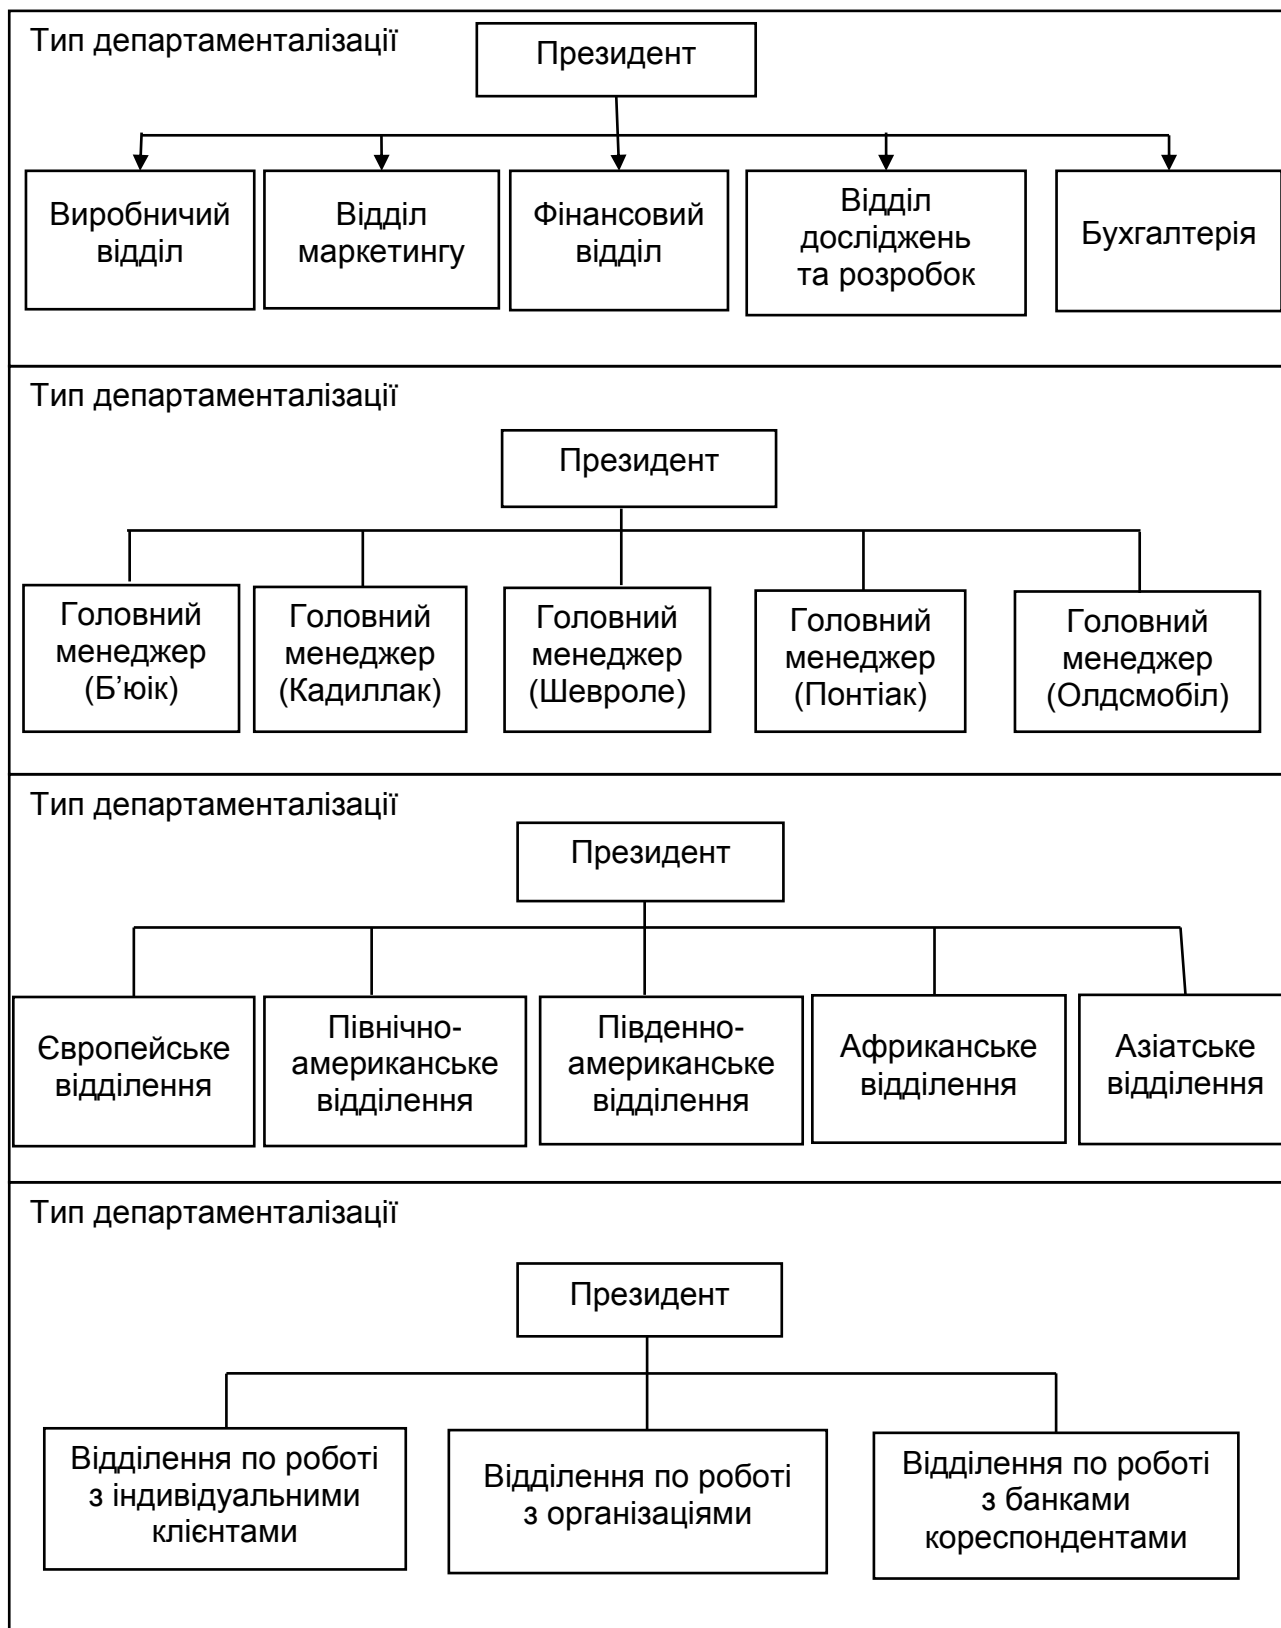 Тип департаменталізації
Президент
Виробничий
відділ
Відділ
маркетингу
Фінансовий
відділ
Відділ
досліджень
та розробок
Бухгалтерія
Тип департаменталізації
Президент
Головний
менеджер
(Б’юік)
Головний
менеджер
(Кадиллак)
Головний
менеджер
(Шевроле)
Головний
менеджер
(Понтіак)
Головний
менеджер
(Олдсмобіл)
Тип департаменталізації
Президент
Європейське
відділення
Північно-
американське
відділення
Південно-
американське
відділення
Африканське
відділення
Азіатське
відділення
Тип департаменталізації
Президент
Відділення по роботі
з індивідуальними
клієнтами
Відділення по роботі
з організаціями
Відділення по роботі
з банками
кореспондентами